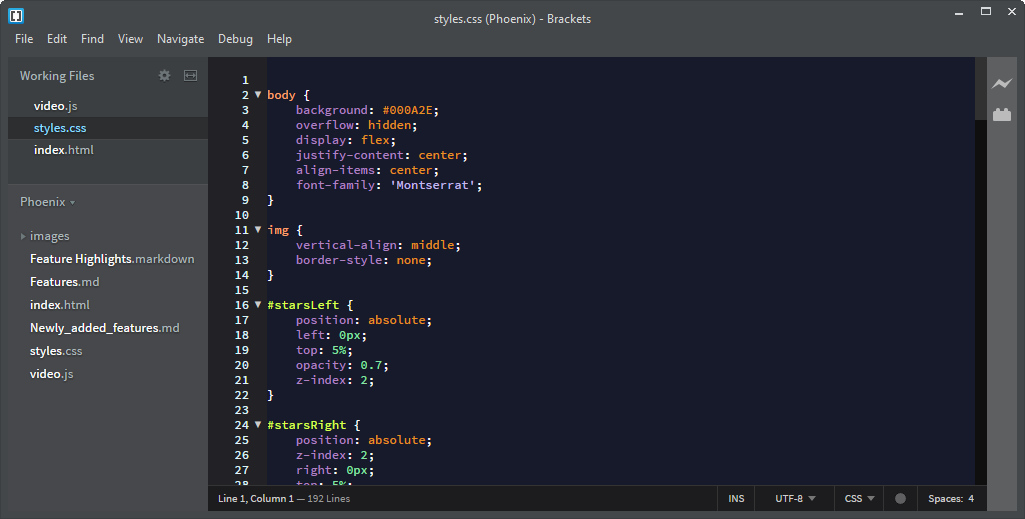 styles.css (Phoenix) - Brackets
File Edit Find View Navigate Debug Help
Working Files
video.js
styles.css
index.html
Phoenix
images
Feature Highlights.markdown
Features.md
index.html
Newly_added_features.md
styles.css
video.js
1
2 body {
3     background: #000A2E;
4     overflow: hidden;
5     display: flex;
6     justify-content: center;
7     align-items: center;
8     font-family: 'Montserrat';
9 }
10
11 img {
12     vertical-align: middle;
13     border-style: none;
14 }
15
16 #starsLeft {
17     position: absolute;
18     left: 0px;
19     top: 5%;
20     opacity: 0.7;
21     z-index: 2;
22 }
23
24 #starsRight {
25     position: absolute;
26     z-index: 2;
27     right: 0px;
28     top: 5%;
Line 1, Column 1 — 192 Lines INS UTF-8 CSS Spaces: 4